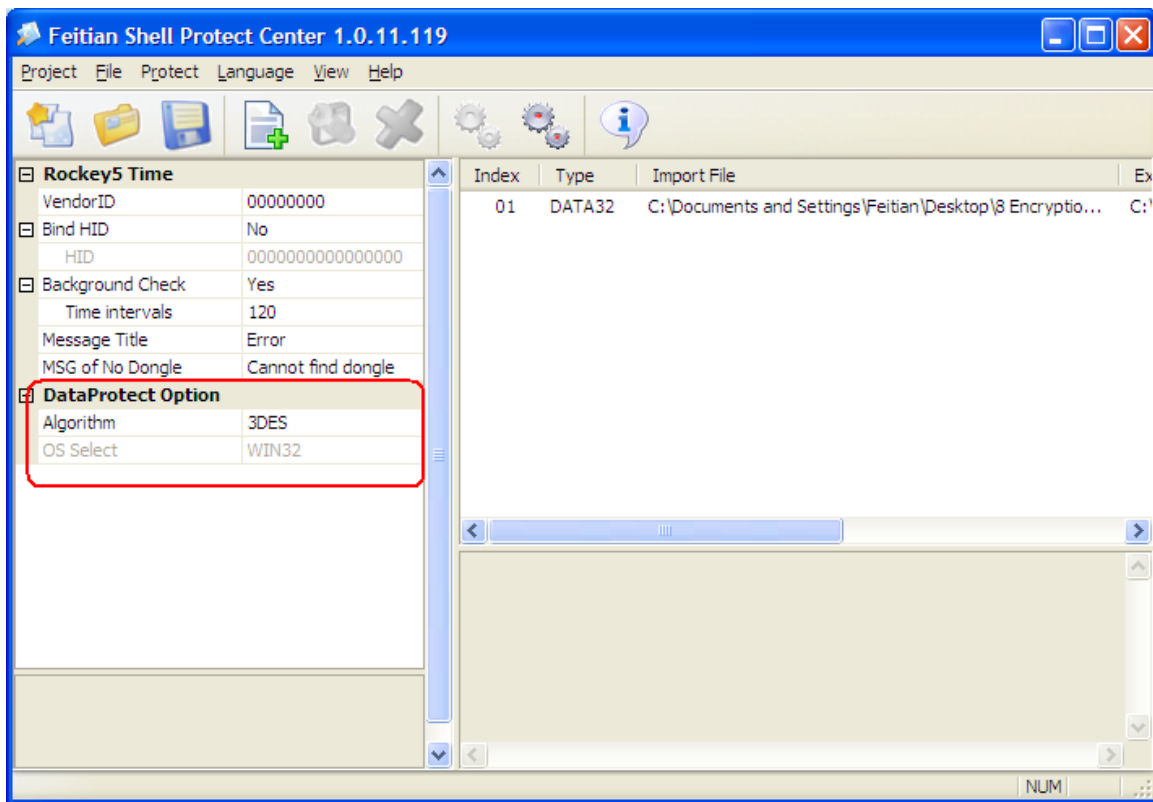 Feitian Shell Protect Center 1.0.11.119
Project File Protect Language View Help
Rockey5 Time
VendorID 00000000
Bind HID No
HID 0000000000000000
Background Check Yes
Time intervals 120
Message Title Error
MSG of No Dongle Cannot find dongle
DataProtect Option
Algorithm 3DES
OS Select WIN32
Index Type Import File Ex
01 DATA32 C:\Documents and Settings\Feitian\Desktop\8 Encryptio... C:\
NUM